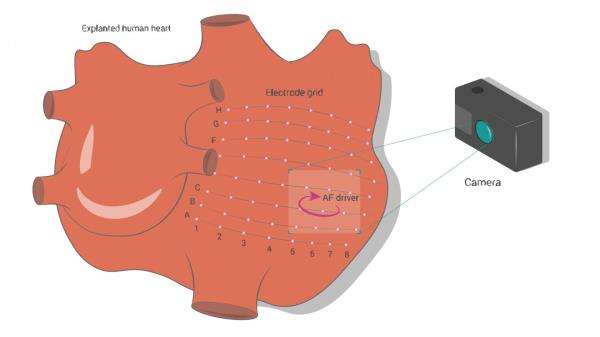 Explanted human heart
Electrode grid
H
G
F
C
B
A
1
2
3
4
5
6
7
8
AF driver
Camera